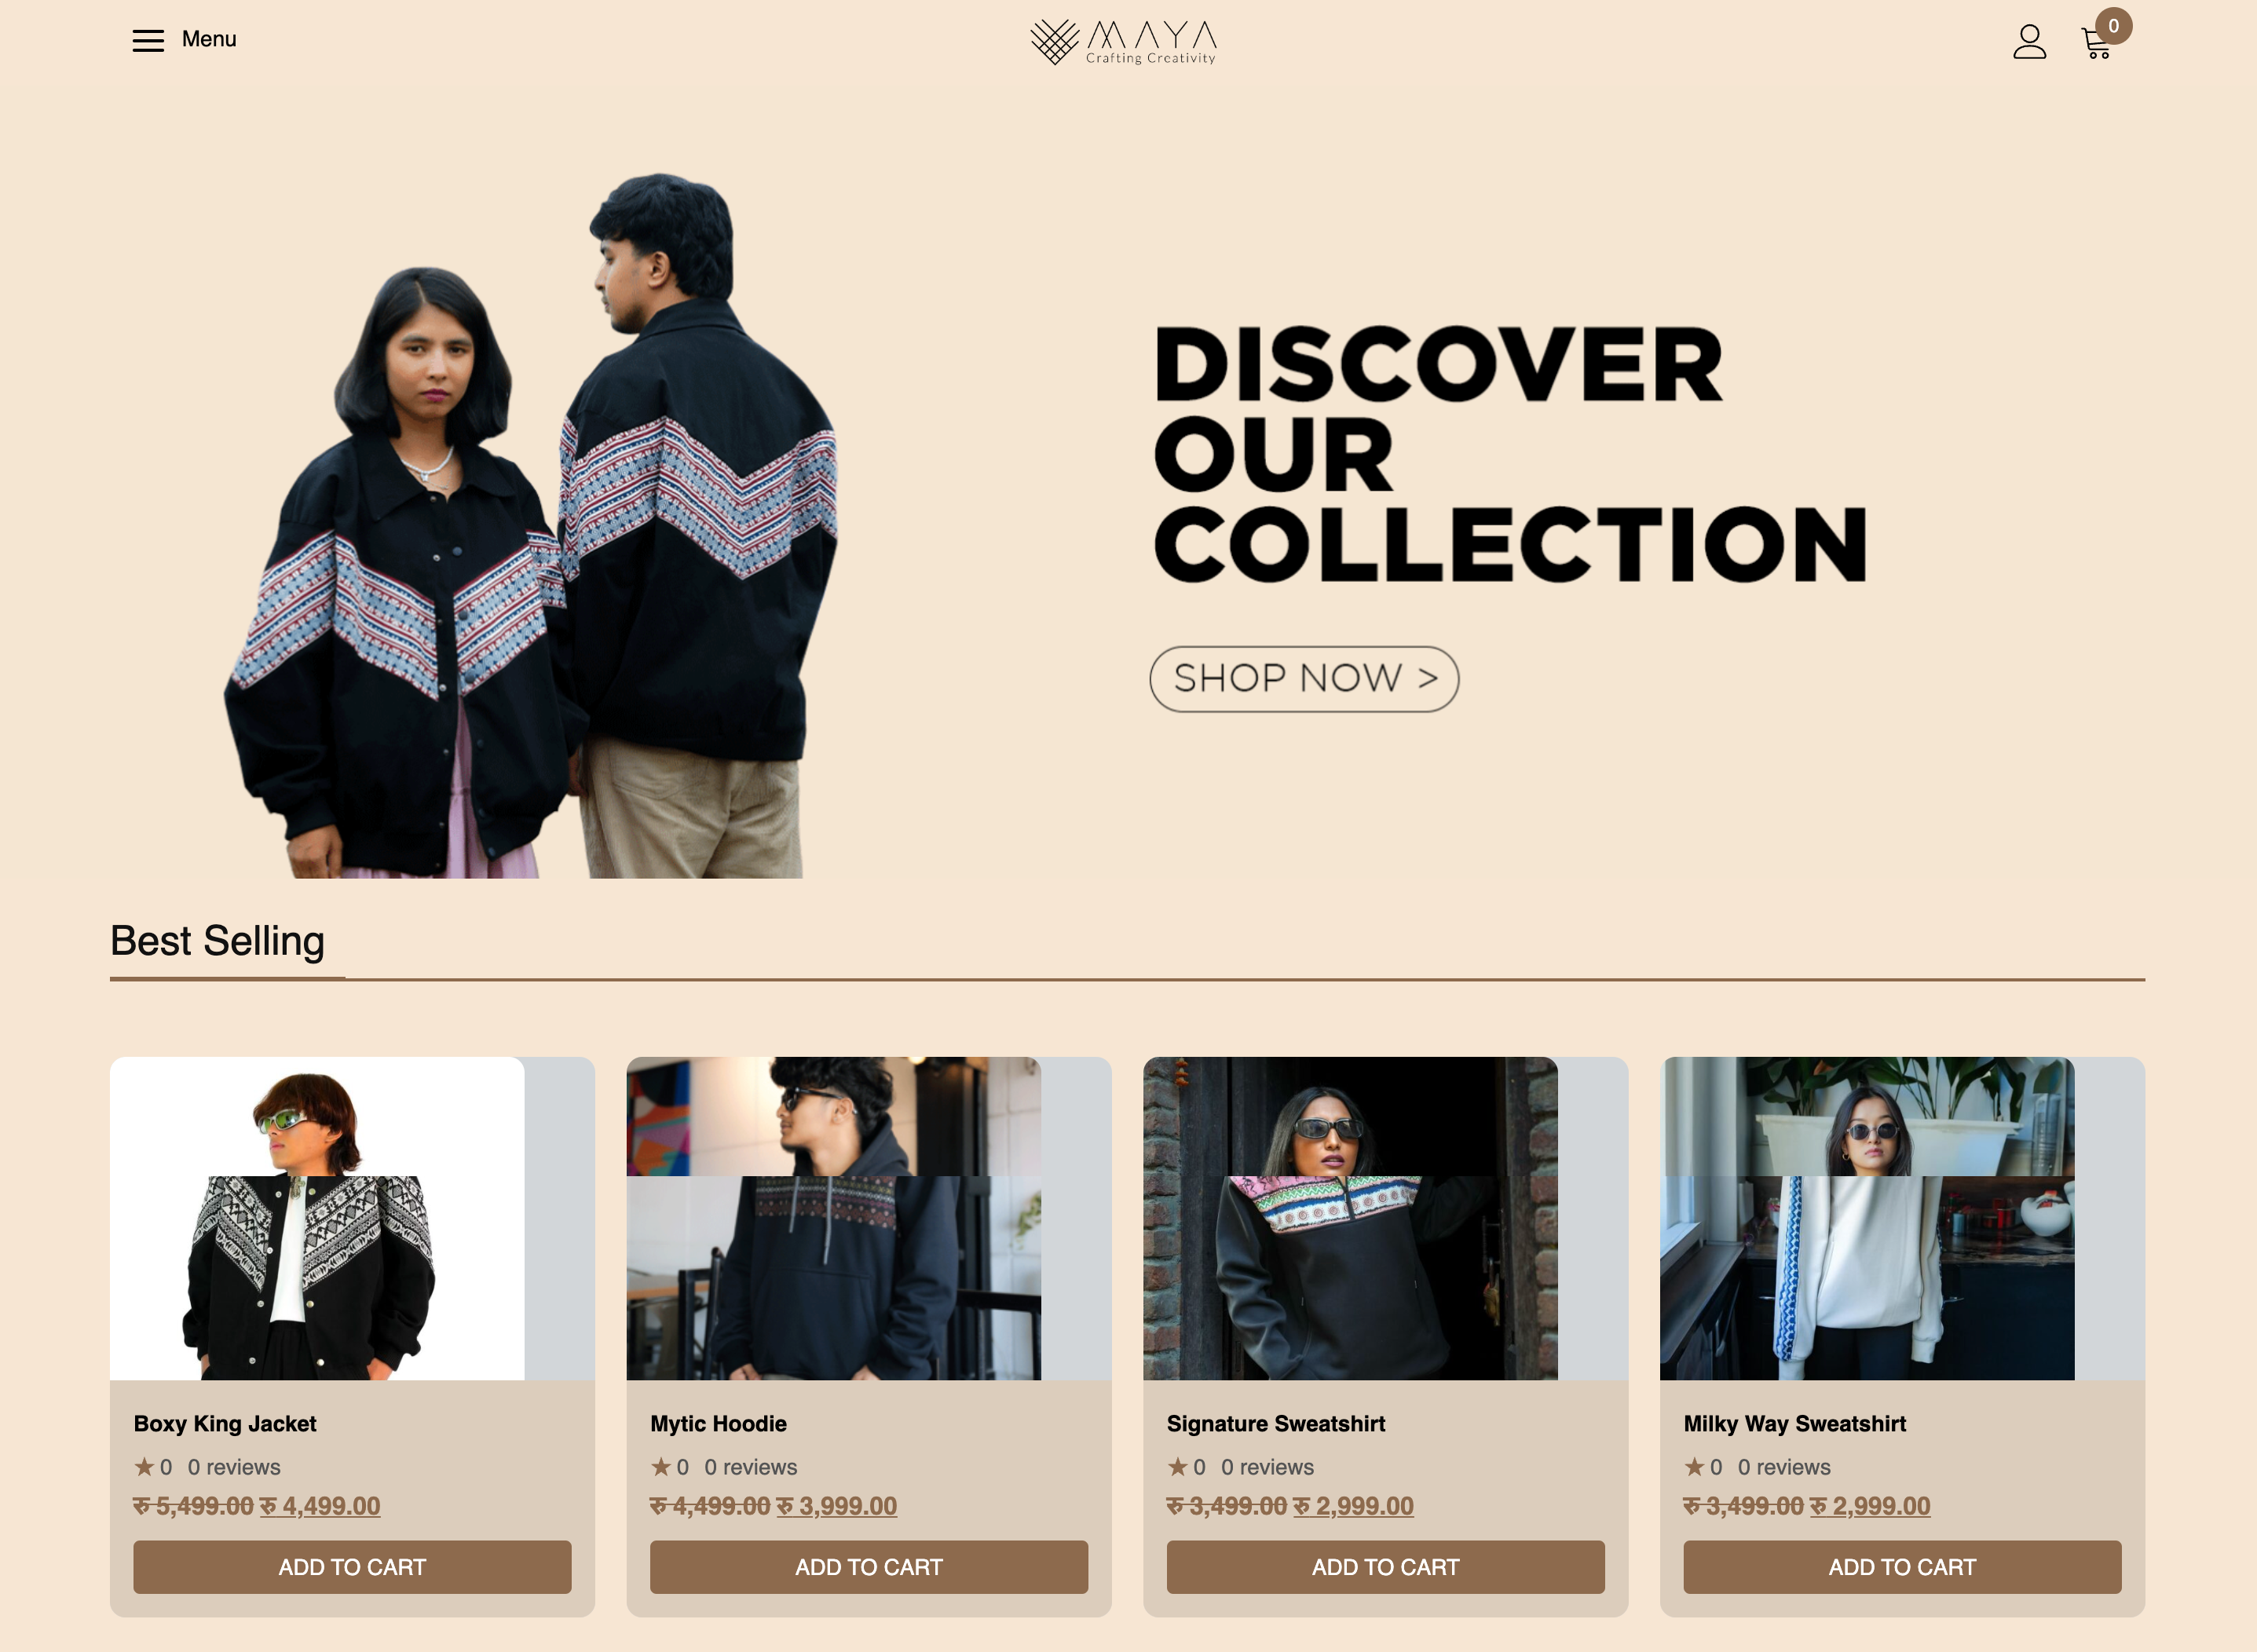 Menu
MAYA
Crafting Creativity
0
DISCOVER
OUR
COLLECTION
SHOP NOW >
Best Selling
Boxy King Jacket
★ 0 0 reviews
रु 5,499.00 रु 4,499.00
ADD TO CART
Mytic Hoodie
★ 0 0 reviews
रु 4,499.00 रु 3,999.00
ADD TO CART
Signature Sweatshirt
★ 0 0 reviews
रु 3,499.00 रु 2,999.00
ADD TO CART
Milky Way Sweatshirt
★ 0 0 reviews
रु 3,499.00 रु 2,999.00
ADD TO CART